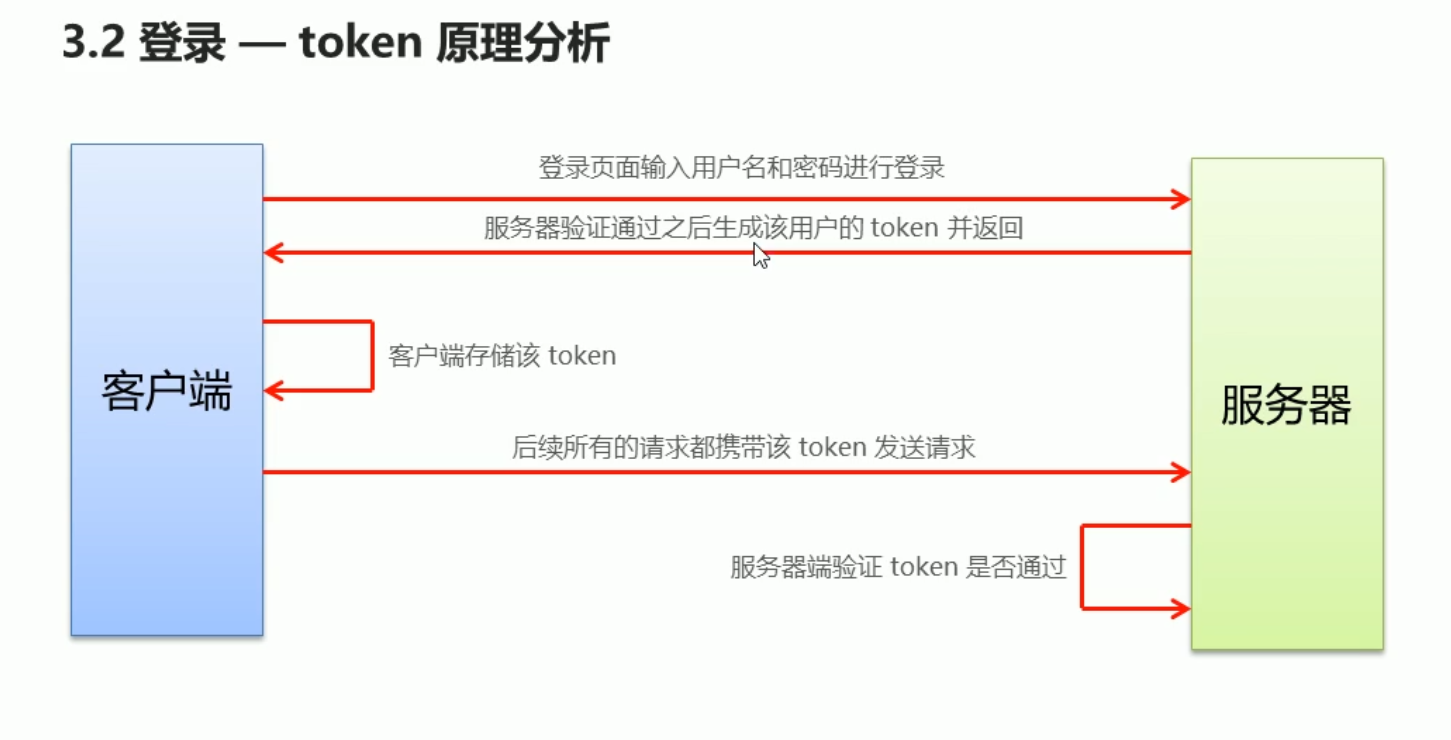 3.2 登录 — token 原理分析
登录页面输入用户名和密码进行登录
服务器验证通过之后生成该用户的 token 并返回
客户端存储该 token
客户端
服务器
后续所有的请求都携带该 token 发送请求
服务器端验证 token 是否通过